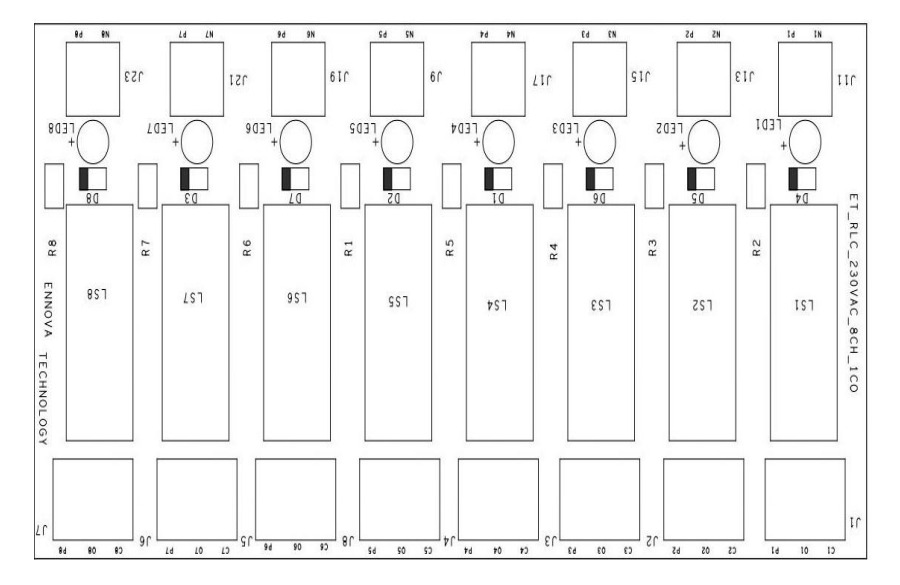 P8 N8 P7 N7 P6 N6 P5 N5 P4 N4 P3 N3 P2 N2 P1 N1
J23 J21 J19 J9 J17 J15 J13 J11
LED8 LED7 LED6 LED5 LED4 LED3 LED2 LED1
+ + + + + + + +
D8 D3 D7 D2 D1 D6 D5 D4
R8 R7 R6 R1 R5 R4 R3 R2
LS8 LS7 LS6 LS5 LS4 LS3 LS2 LS1
ENNOVA TECHNOLOGY
ET_RLC_230VAC_8CH_1CO
J7 J6 J5 J8 J4 J3 J2 J1
P8 O8 C8 P7 O7 C7 P6 O6 C6 P5 O5 C5 P4 O4 C4 P3 O3 C3 P2 O2 C2 P1 O1 C1